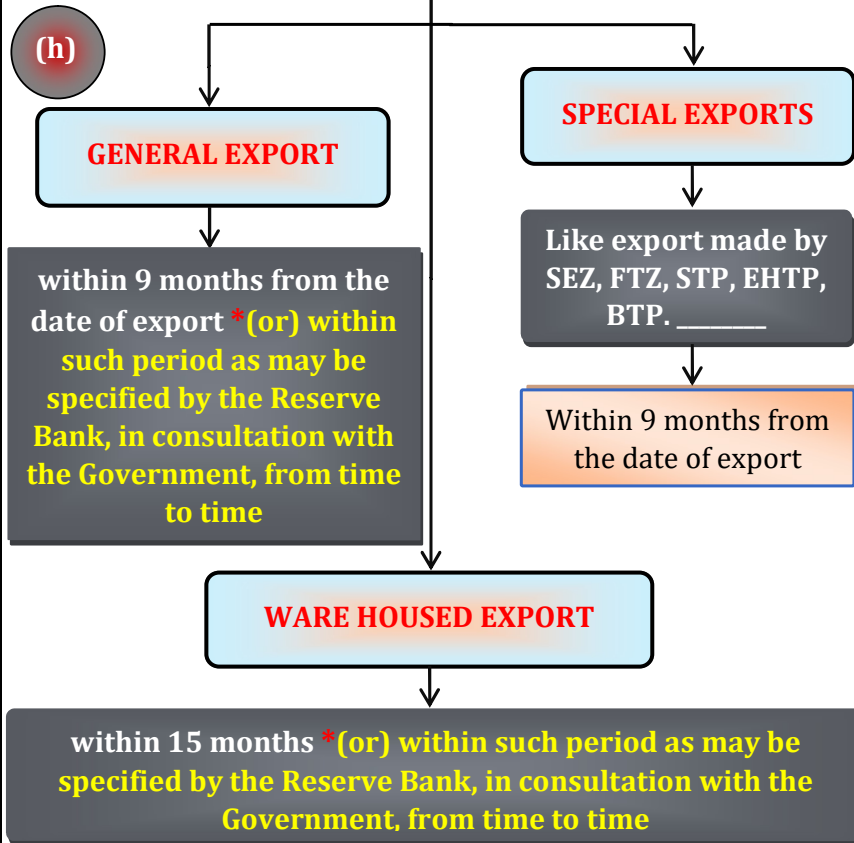 (h)
GENERAL EXPORT
within 9 months from the
date of export *(or) within
such period as may be
specified by the Reserve
Bank, in consultation with
the Government, from time
to time
SPECIAL EXPORTS
Like export made by
SEZ, FTZ, STP, EHTP,
BTP. ________
Within 9 months from
the date of export
WARE HOUSED EXPORT
within 15 months *(or) within such period as may be
specified by the Reserve Bank, in consultation with the
Government, from time to time